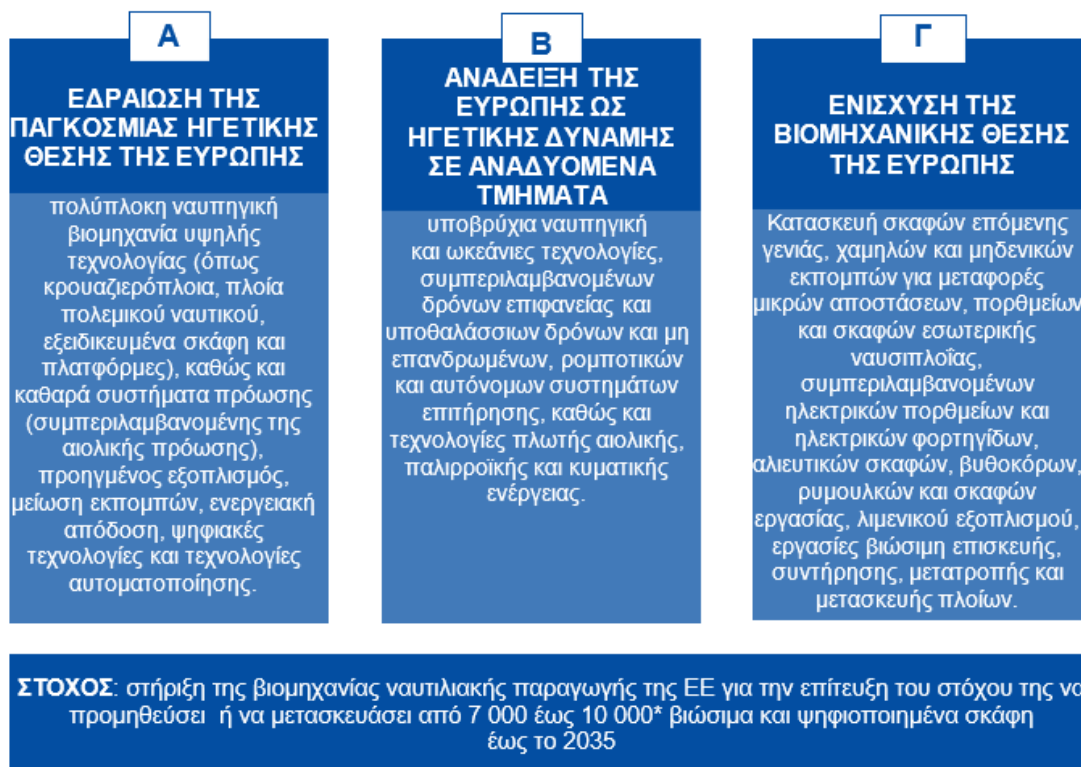 Α
ΕΔΡΑΙΩΣΗ ΤΗΣ
ΠΑΓΚΟΣΜΙΑΣ ΗΓΕΤΙΚΗΣ
ΘΕΣΗΣ ΤΗΣ ΕΥΡΩΠΗΣ
πολύπλοκη ναυπηγική
βιομηχανία υψηλής
τεχνολογίας (όπως
κρουαζιερόπλοια, πλοία
πολεμικού ναυτικού,
εξειδικευμένα σκάφη και
πλατφόρμες), καθώς και
καθαρά συστήματα πρόωσης
(συμπεριλαμβανομένης της
αιολικής πρόωσης),
προηγμένος εξοπλισμός,
μείωση εκπομπών, ενεργειακή
απόδοση, ψηφιακές
τεχνολογίες και τεχνολογίες
αυτοματοποίησης.
Β
ΑΝΑΔΕΙΞΗ ΤΗΣ
ΕΥΡΩΠΗΣ ΩΣ
ΗΓΕΤΙΚΗΣ ΔΥΝΑΜΗΣ
ΣΕ ΑΝΑΔΥΟΜΕΝΑ
ΤΜΗΜΑΤΑ
υποβρύχια ναυπηγική
και ωκεάνιες τεχνολογίες,
συμπεριλαμβανομένων
δρόνων επιφανείας και
υποθαλάσσιων δρόνων και μη
επανδρωμένων, ρομποτικών
και αυτόνομων συστημάτων
επιτήρησης, καθώς και
τεχνολογίες πλωτής αιολικής,
παλιρροϊκής και κυματικής
ενέργειας.
Γ
ΕΝΙΣΧΥΣΗ ΤΗΣ
ΒΙΟΜΗΧΑΝΙΚΗΣ ΘΕΣΗΣ
ΤΗΣ ΕΥΡΩΠΗΣ
Κατασκευή σκαφών επόμενης
γενιάς, χαμηλών και μηδενικών
εκπομπών για μεταφορές
μικρών αποστάσεων, πορθμείων
και σκαφών εσωτερικής
ναυσιπλοΐας,
συμπεριλαμβανομένων
ηλεκτρικών πορθμείων και
ηλεκτρικών φορτηγίδων,
αλιευτικών σκαφών, βυθοκόρων,
ρυμουλκών και σκαφών
εργασίας, λιμενικού εξοπλισμού,
εργασίες βιώσιμη επισκευής,
συντήρησης, μετατροπής και
μετασκευής πλοίων.
ΣΤΟΧΟΣ: στήριξη της βιομηχανίας ναυτιλιακής παραγωγής της ΕΕ για την επίτευξη του στόχου της να
προμηθεύσει ή να μετασκευάσει από 7 000 έως 10 000* βιώσιμα και ψηφιοποιημένα σκάφη
έως το 2035